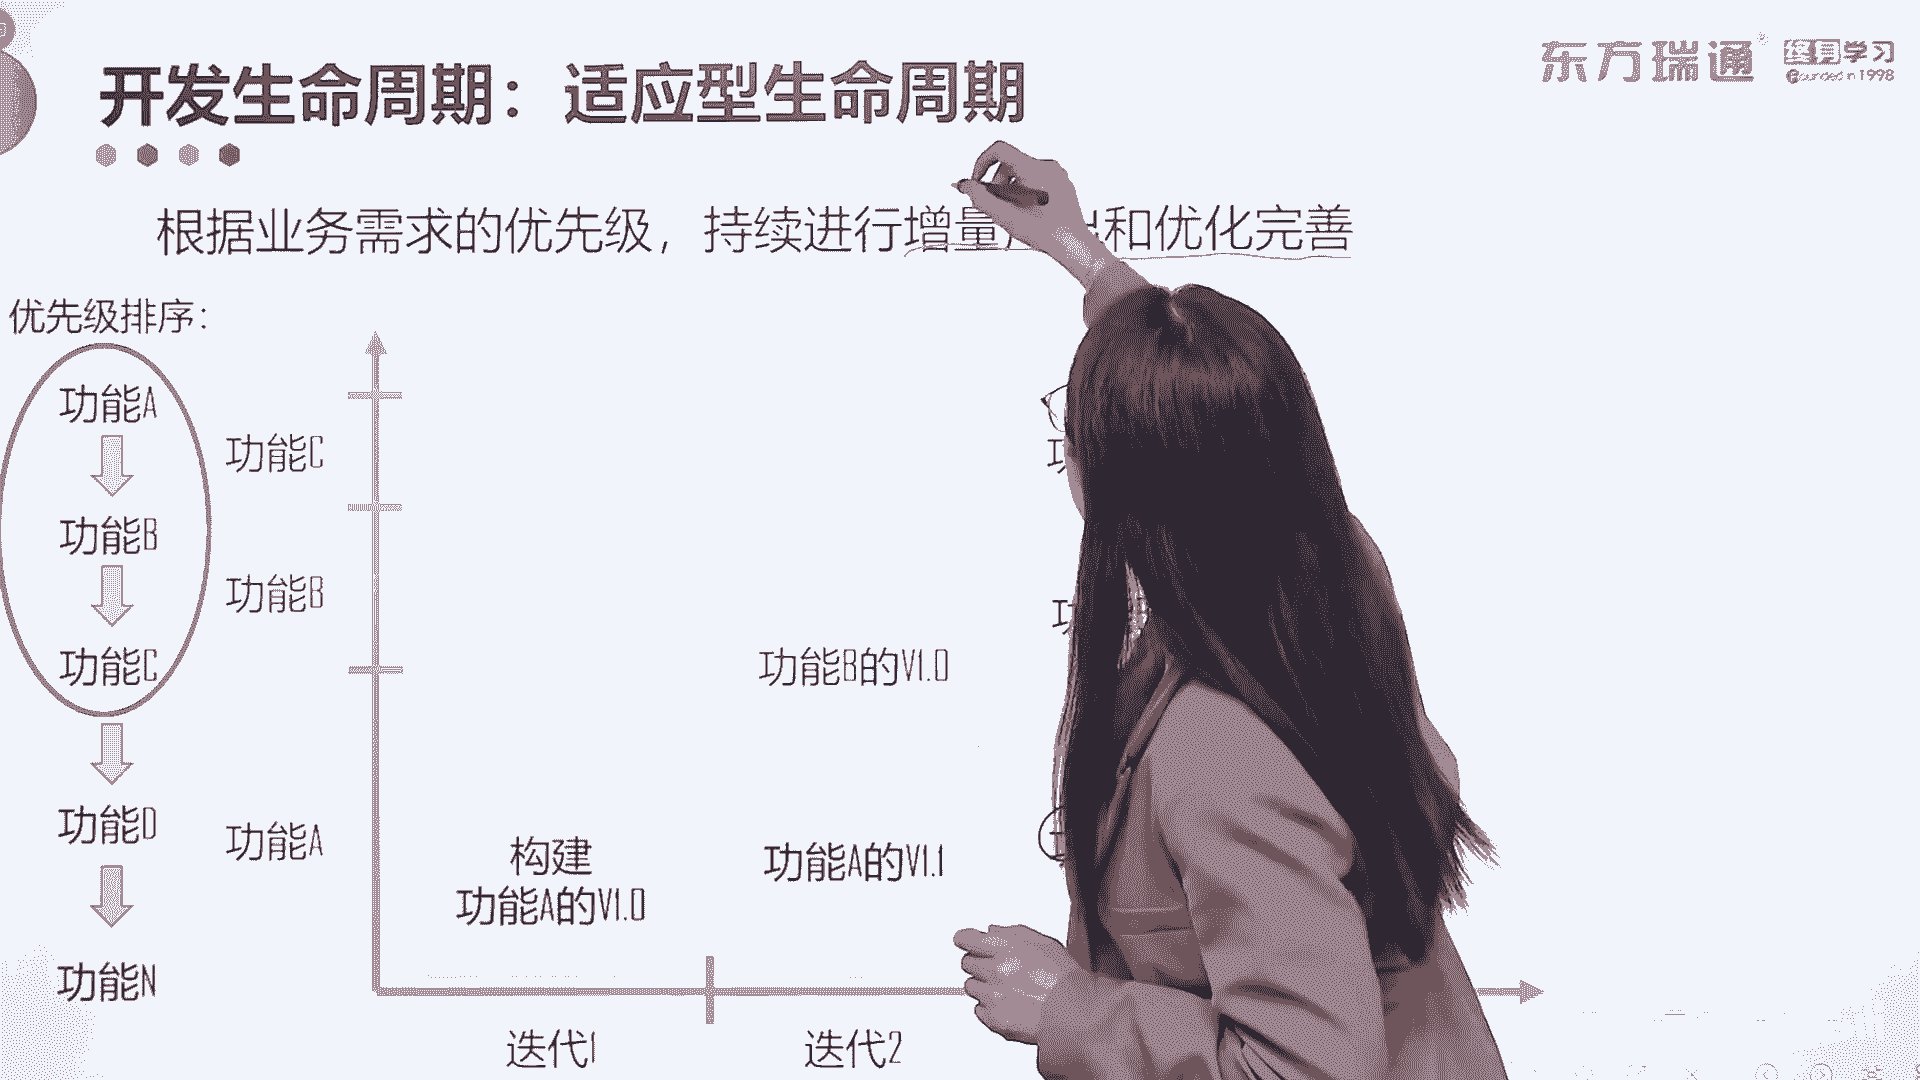 东方瑞通
终身学习
Founded in 1998
开发生命周期：适应型生命周期
根据业务需求的优先级，持续进行增量 和优化完善
优先级排序：
功能A
功能B
功能C
功能D
功能N
功能C
功能B
功能A
构建
功能A的V1.0
功能B的V1.0
功能A的V1.1
迭代1
迭代2